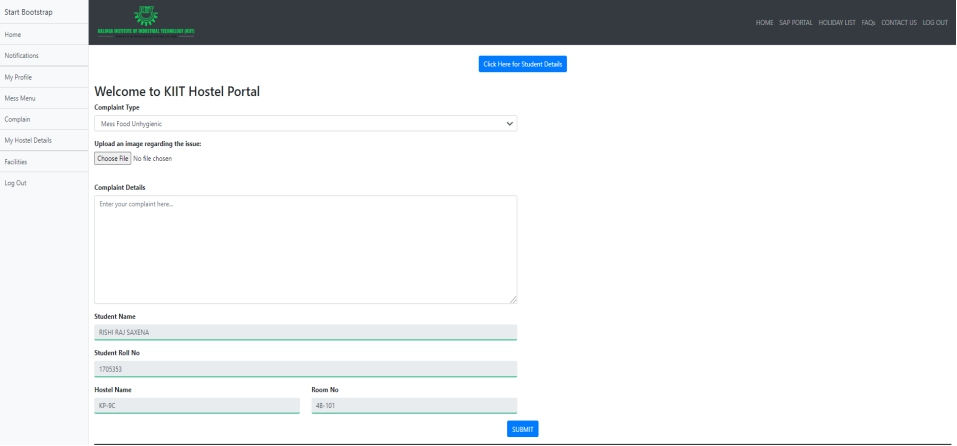 Start Bootstrap
Home
Notifications
My Profile
Mess Menu
Complain
My Hostel Details
Facilities
Log Out
KALINGA INSTITUTE OF INDUSTRIAL TECHNOLOGY (KIIT)
HOME SAP PORTAL HOLIDAY LIST FAQs CONTACT US LOG OUT
Click Here for Student Details
Welcome to KIIT Hostel Portal
Complaint Type
Mess Food Unhygienic
Upload an image regarding the issue:
Choose File No file chosen
Complaint Details
Enter your complaint here...
Student Name
RISHI RAJ SAXENA
Student Roll No
1705353
Hostel Name Room No
KP-9C 4B-101
SUBMIT